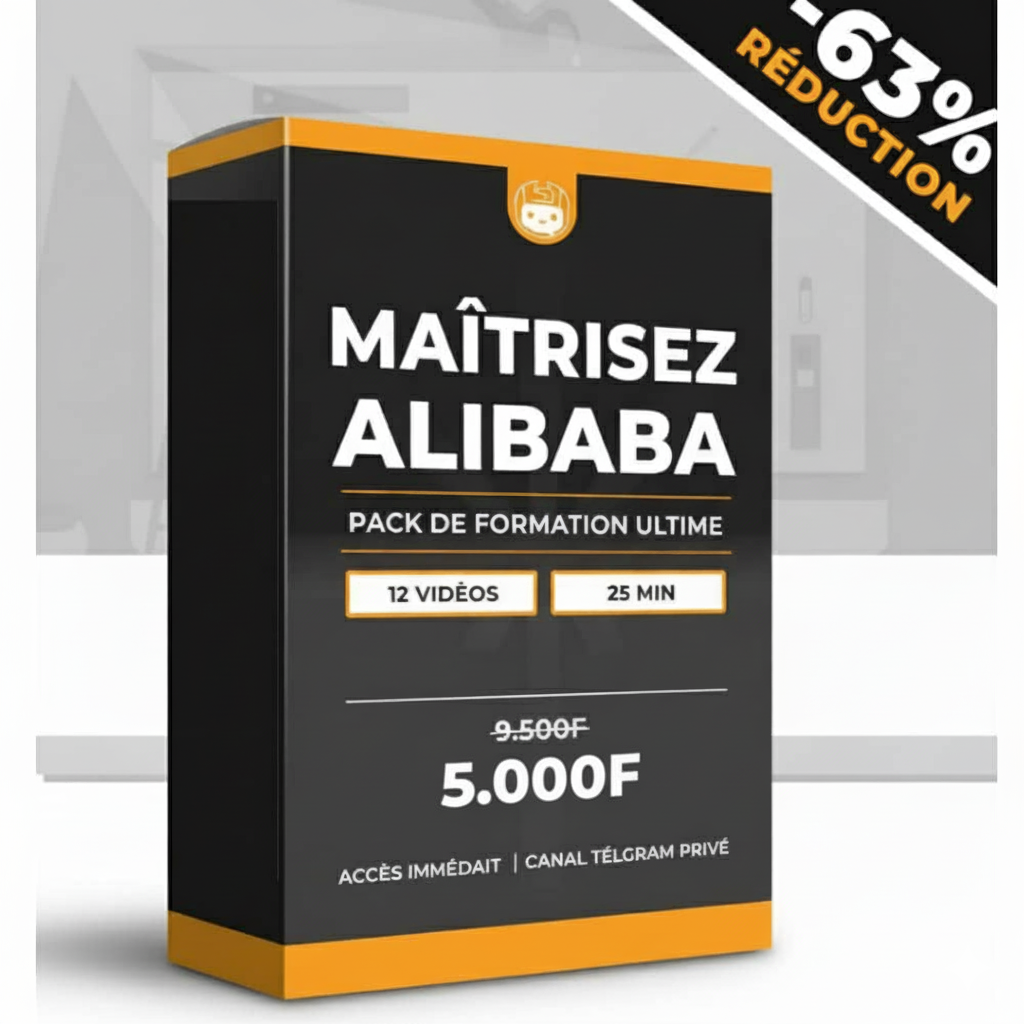 -63%
RÉDUCTION
MAÎTRISEZ
ALIBABA
PACK DE FORMATION ULTIME
12 VIDÉOS
25 MIN
9.500F
5.000F
ACCÈS IMMÉDAIT | CANAL TÉLGRAM PRIVÉ